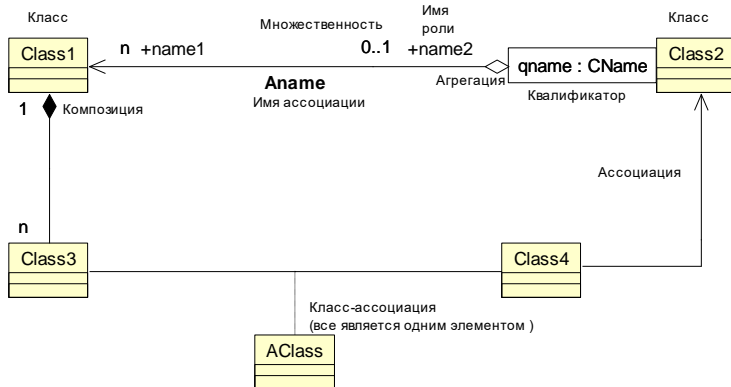 Класс
Множественность
Имя
роли
Класс
Class1
n +name1
0..1
+name2
qname : CName
Class2
Aname
Агрегация
Квалификатор
Имя ассоциации
1
Композиция
Ассоциация
n
Class3
Class4
Класс-ассоциация
(все является одним элементом )
AClass